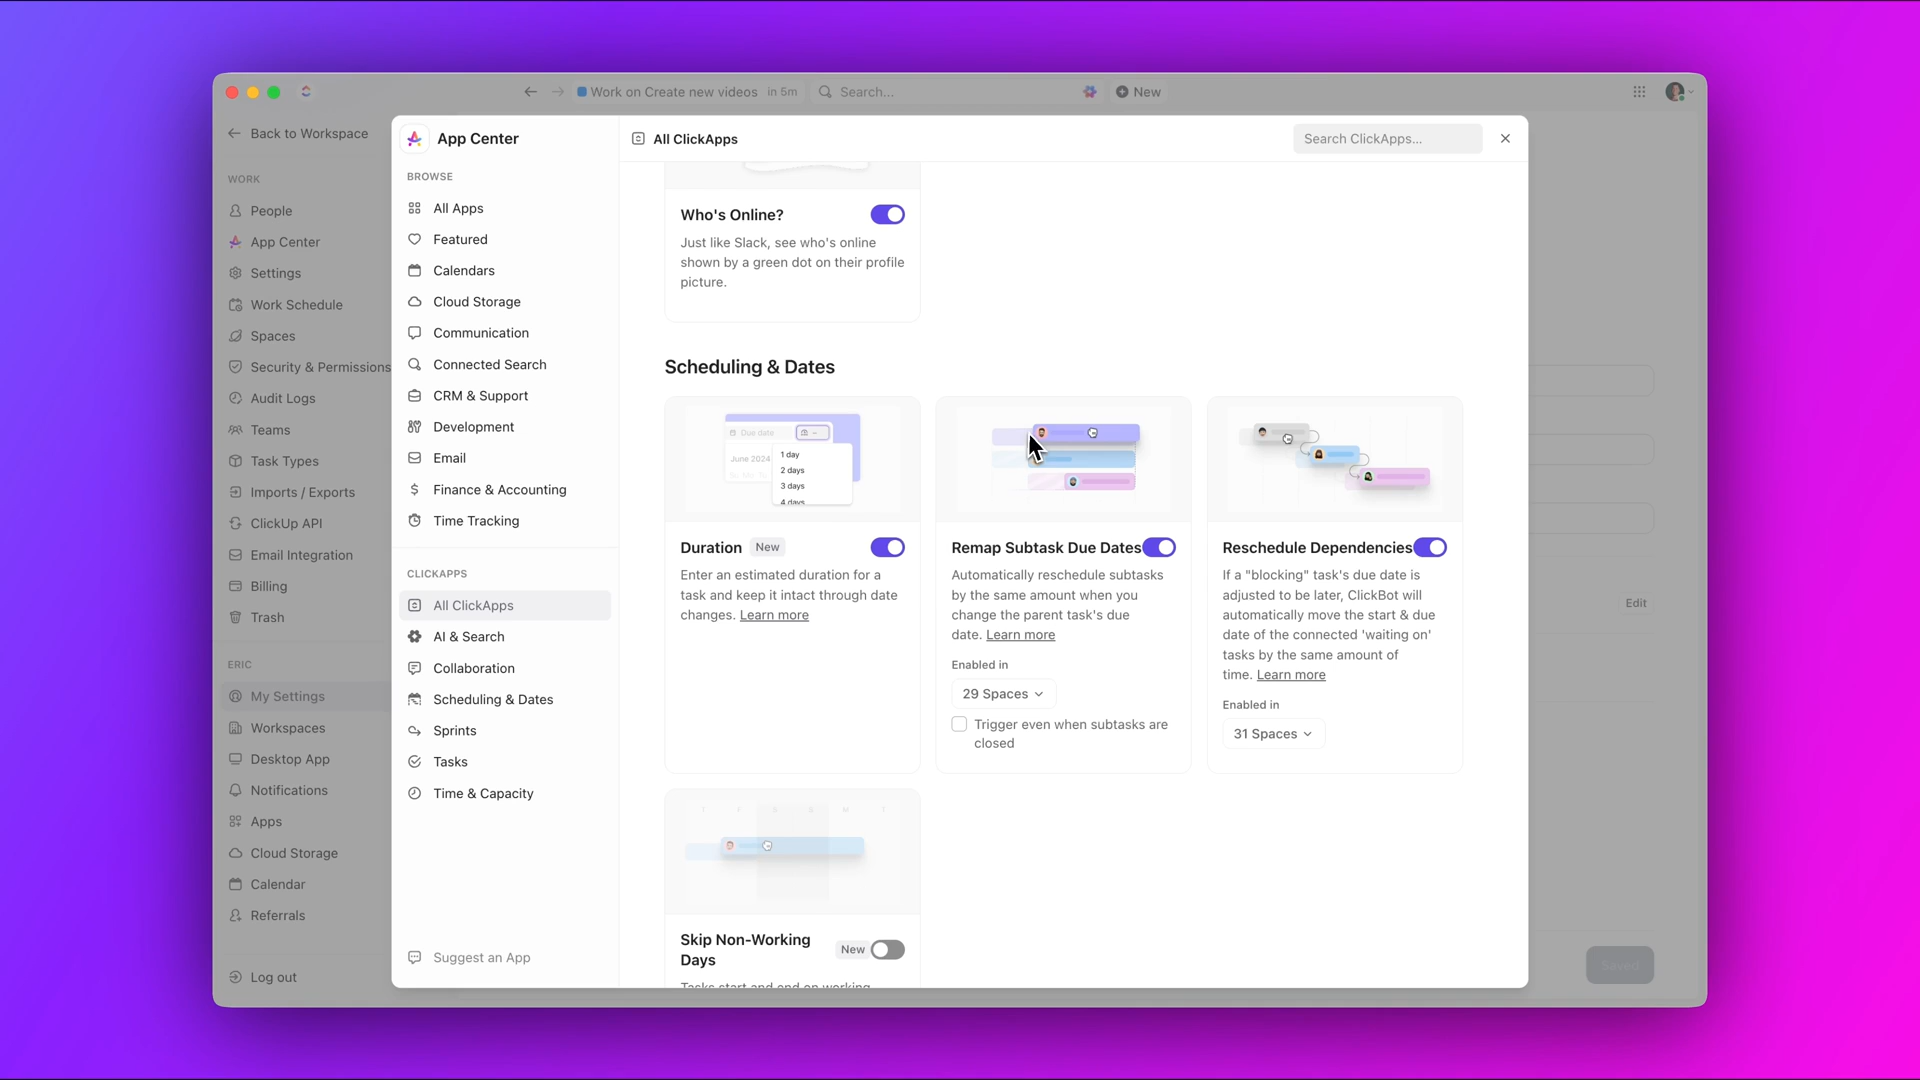 Work on Create new videos in 5m
Search...
New
Back to Workspace
WORK
People
App Center
Settings
Work Schedule
Spaces
Security & Permissions
Audit Logs
Teams
Task Types
Imports / Exports
ClickUp API
Email Integration
Billing
Trash
ERIC
My Settings
Workspaces
Desktop App
Notifications
Apps
Cloud Storage
Calendar
Referrals
Log out
App Center
BROWSE
All Apps
Featured
Calendars
Cloud Storage
Communication
Connected Search
CRM & Support
Development
Email
Finance & Accounting
Time Tracking
CLICKAPPS
All ClickApps
AI & Search
Collaboration
Scheduling & Dates
Sprints
Tasks
Time & Capacity
Suggest an App
All ClickApps
Search ClickApps...
Who's Online?
Just like Slack, see who's online
shown by a green dot on their profile
picture.
Scheduling & Dates
Due date
June 2024
1 day
2 days
3 days
4 days
Duration New
Enter an estimated duration for a
task and keep it intact through date
changes. Learn more
Remap Subtask Due Dates
Automatically reschedule subtasks
by the same amount when you
change the parent task's due
date. Learn more
Enabled in
29 Spaces
Trigger even when subtasks are
closed
Reschedule Dependencies
If a "blocking" task's due date is
adjusted to be later, ClickBot will
automatically move the start & due
date of the connected 'waiting on'
tasks by the same amount of
time. Learn more
Enabled in
31 Spaces
T F S S M T
Skip Non-Working
Days
New
Tasks start and end on working
Edit
Saved